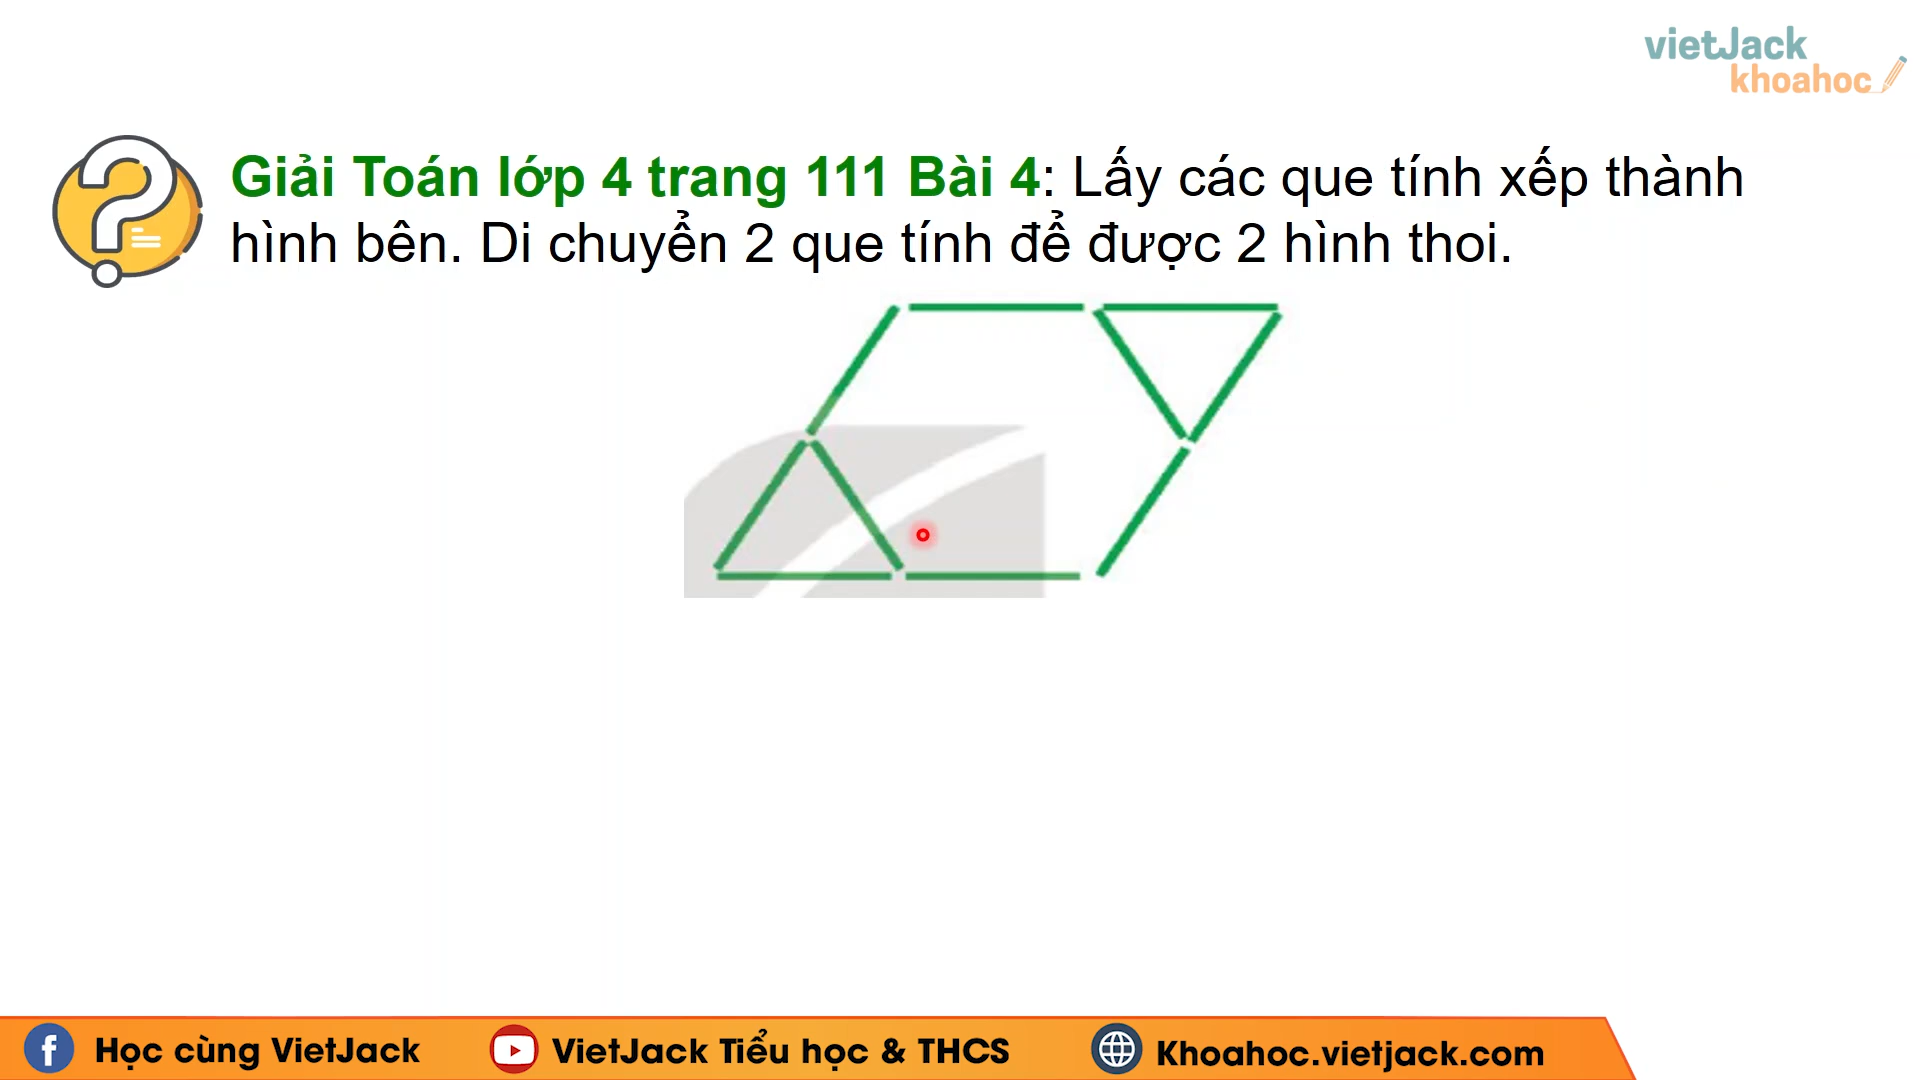 vietJack
khoahoc
Giải Toán lớp 4 trang 111 Bài 4: Lấy các que tính xếp thành
hình bên. Di chuyển 2 que tính để được 2 hình thoi.
Học cùng VietJack
VietJack Tiểu học & THCS
Khoahoc.vietjack.com